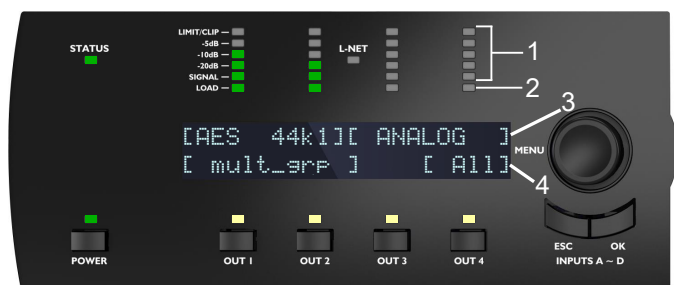 STATUS
LIMIT/CLIP
-5dB
-10dB
-20dB
SIGNAL
LOAD
L-NET
1
2
3
[AES 44k1][ ANALOG ]
MENU
[ mult_grp ] [ All]
4
POWER
OUT 1
OUT 2
OUT 3
OUT 4
ESC OK
INPUTS A ~ D